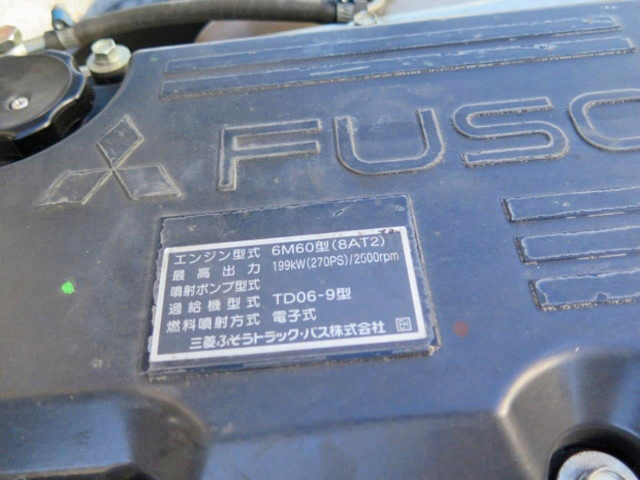 FUSO
エンジン型式 6M60型(8AT2)
最高出力 199kW(270PS)/2500rpm
噴射ポンプ型式
過給機型式 TD06-9型
燃料噴射方式 電子式
三菱ふそうトラック・バス株式会社